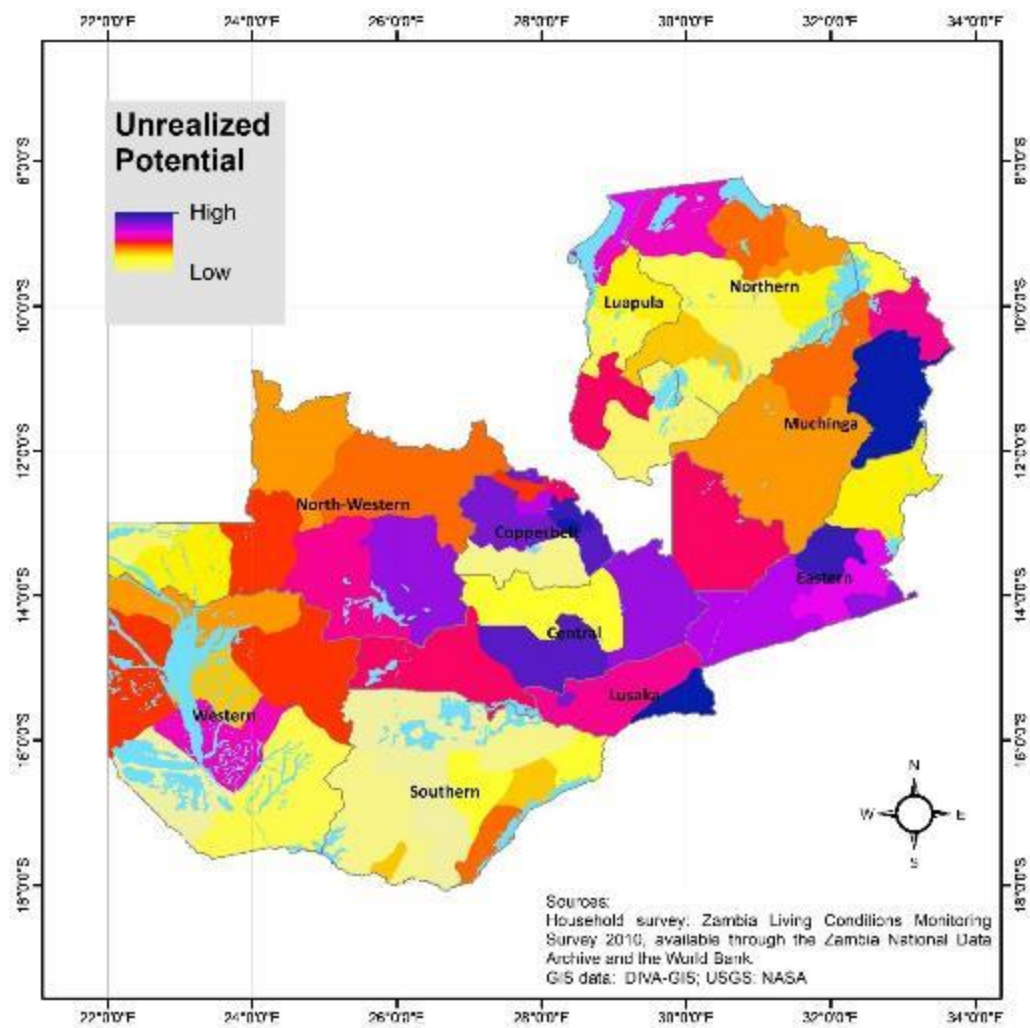 22°0'0"E 24°0'0"E 26°0'0"E 28°0'0"E 30°0'0"E 32°0'0"E 34°0'0"E
Unrealized
Potential
High
Low
8°0'0"S 8°0'0"S
10°0'0"S 10°0'0"S
12°0'0"S 12°0'0"S
14°0'0"S 14°0'0"S
16°0'0"S 16°0'0"S
18°0'0"S 18°0'0"S
Northern
Luapula
Muchinga
North-Western
Copperbelt
Eastern
Central
Lusaka
Western
Southern
N
W E
S
Sources:
Household survey: Zambia Living Conditions Monitoring
Survey 2010, available through the Zambia National Data
Archive and the World Bank.
GIS data: DIVA-GIS; USGS; NASA
22°0'0"E 24°0'0"E 26°0'0"E 28°0'0"E 30°0'0"E 32°0'0"E 34°0'0"E